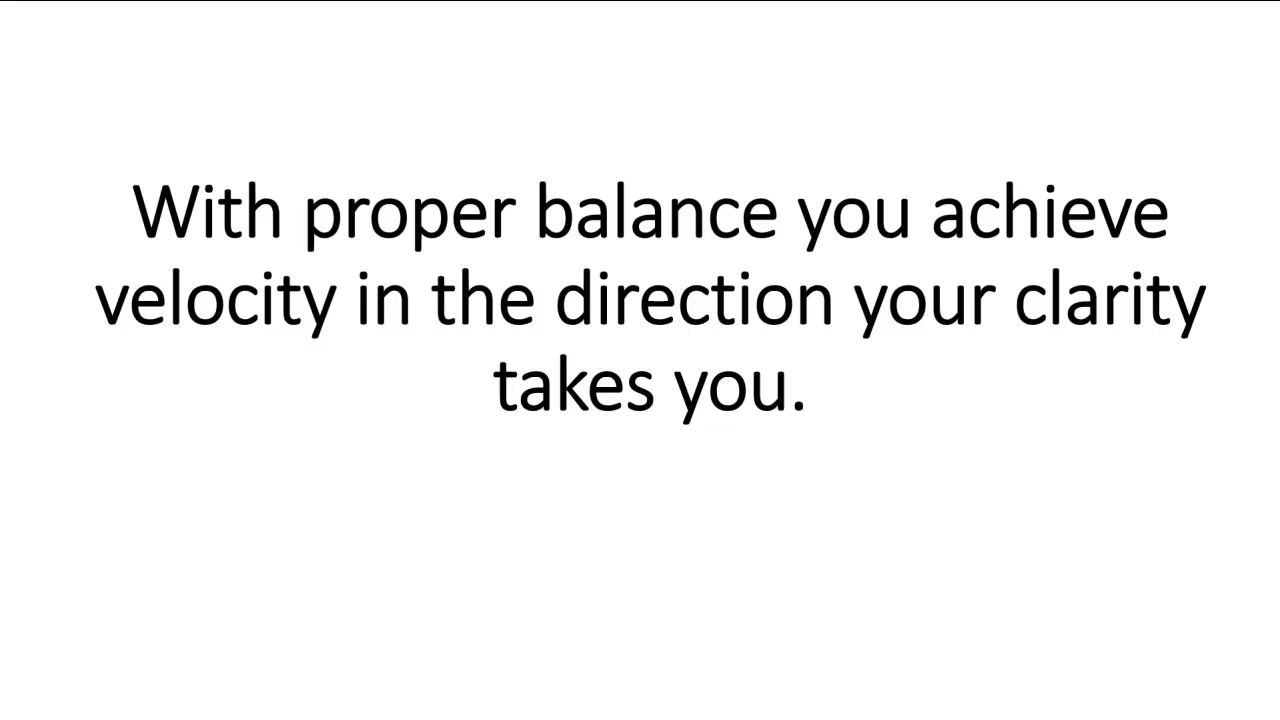 With proper balance you achieve
velocity in the direction your clarity
takes you.